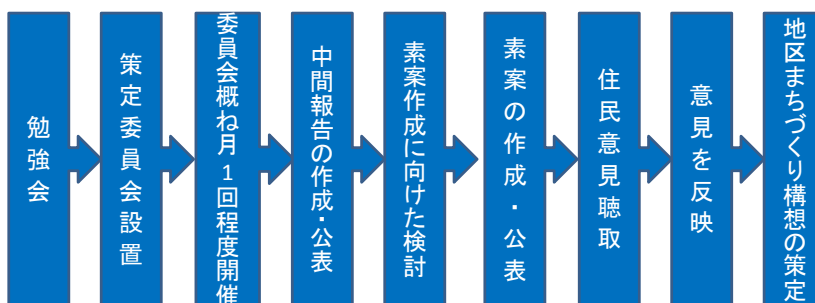 勉強会
策定委員会設置
委員会概ね月1回程度開催
中間報告の作成・公表
素案作成に向けた検討
素案の作成・公表
住民意見聴取
意見を反映
地区まちづくり構想の策定